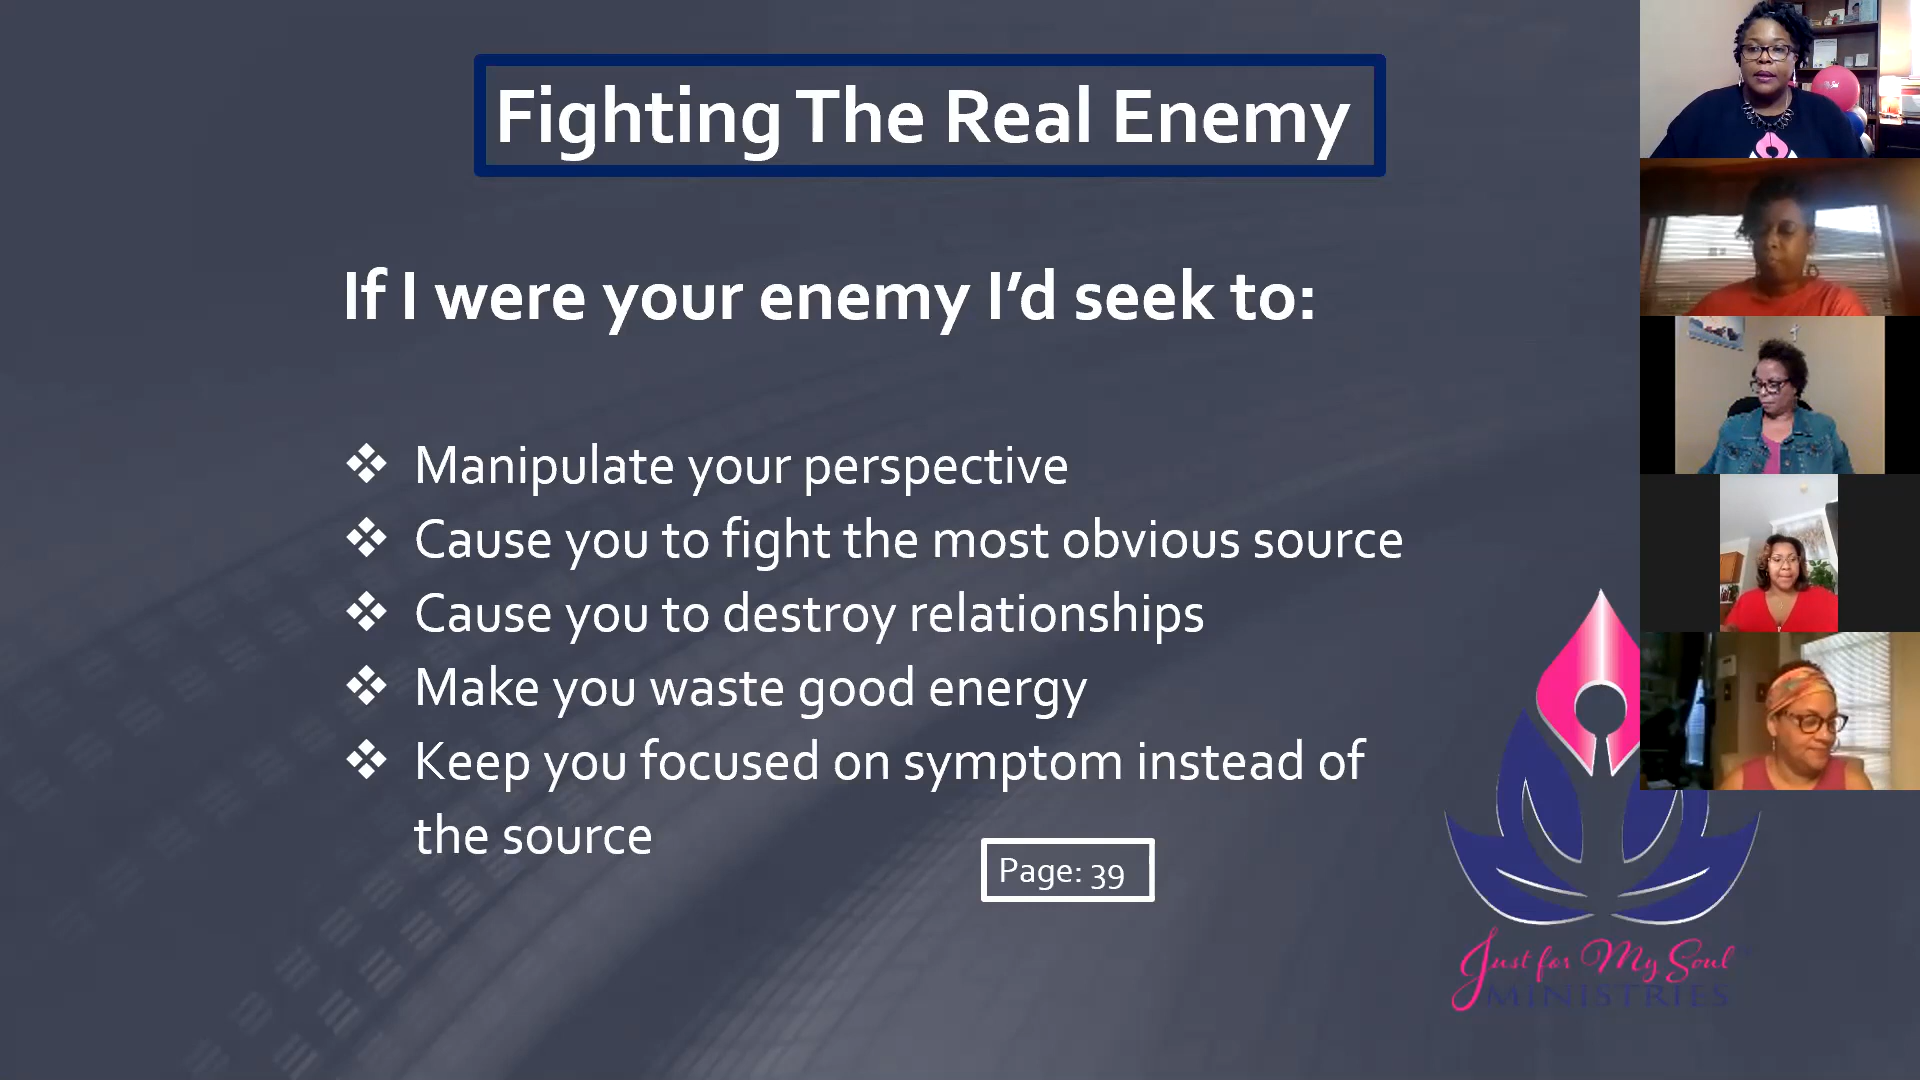 Fighting The Real Enemy
If I were your enemy I’d seek to:
❖ Manipulate your perspective
❖ Cause you to fight the most obvious source
❖ Cause you to destroy relationships
❖ Make you waste good energy
❖ Keep you focused on symptom instead of
the source
Page: 39
Just for My Soul
MINISTRIES